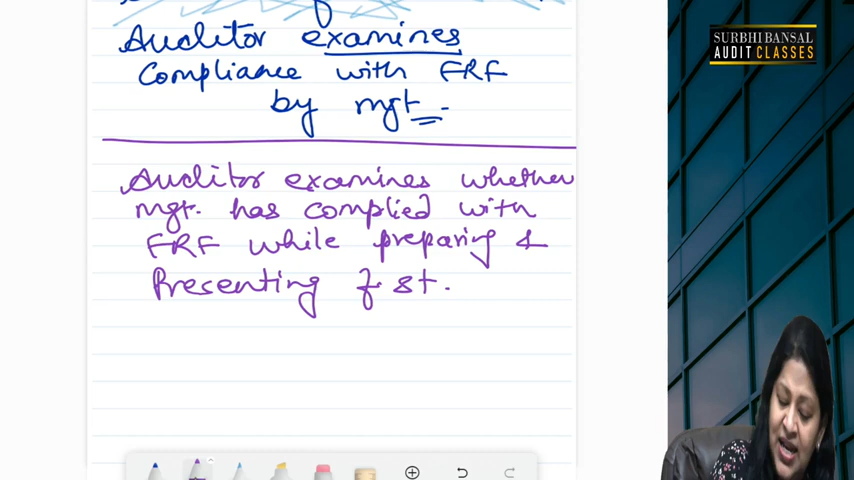 SURBHI BANSAL
AUDIT CLASSES
Auditor examines
Compliance with FRF
by mgt.
Auditor examines whether
mgt. has complied with
FRF while preparing &
Presenting f. st.